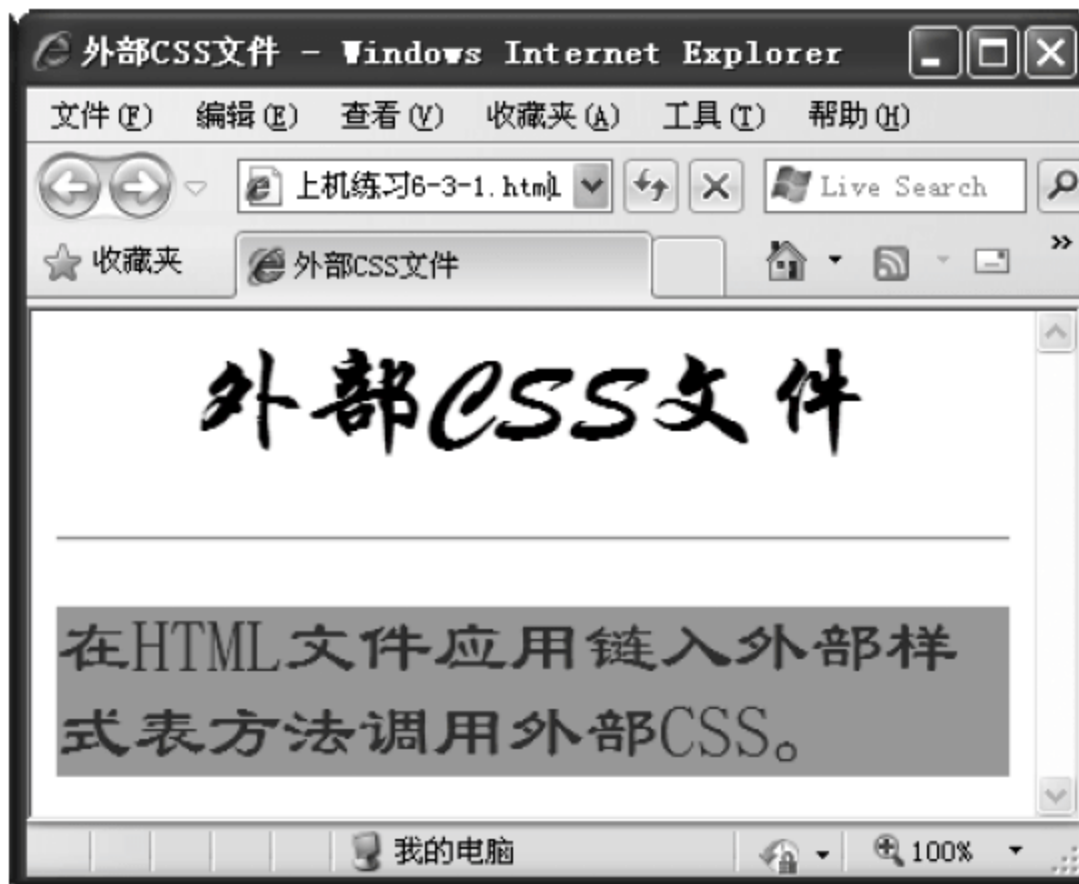 外部CSS文件 - Windows Internet Explorer
文件(F) 编辑(E) 查看(V) 收藏夹(A) 工具(T) 帮助(H)
上机练习6-3-1.html Live Search
收藏夹 外部CSS文件
外部CSS文件
在HTML文件应用链入外部样
式表方法调用外部CSS。
我的电脑 100%